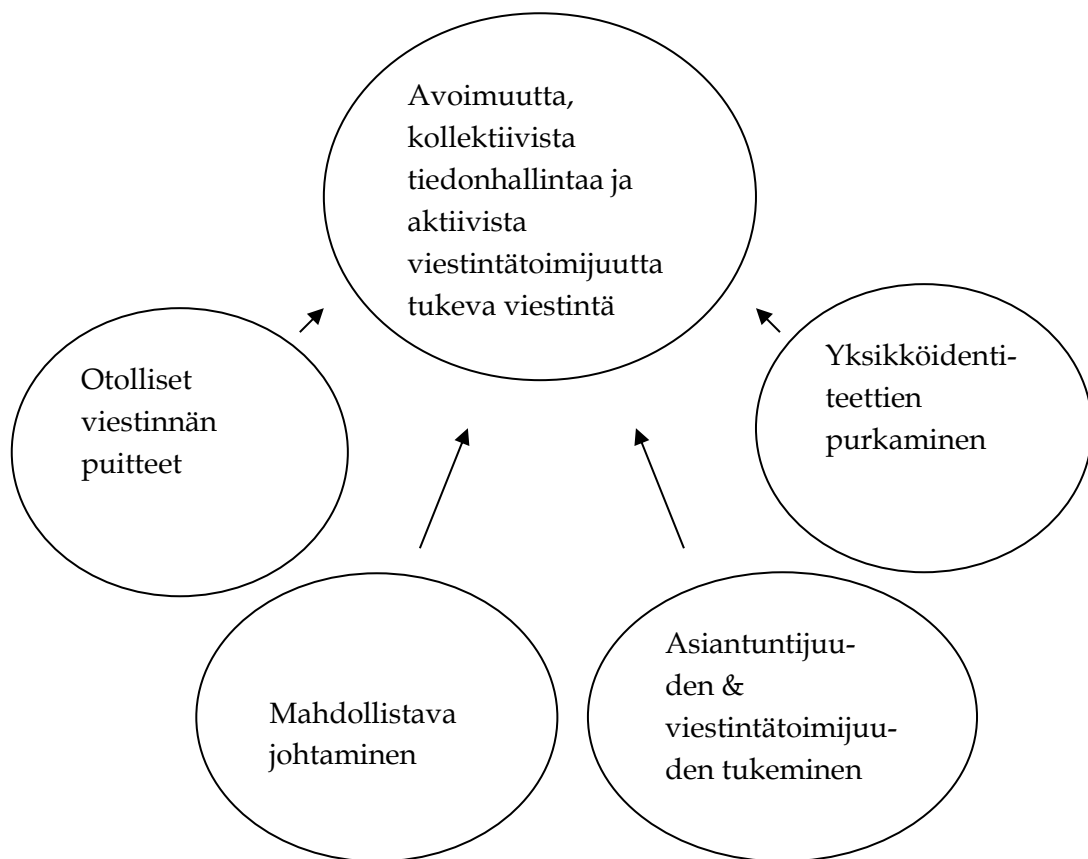 Avoimuutta,
kollektiivista
tiedonhallintaa ja
aktiivista
viestintätoimijuutta
tukeva viestintä
Otolliset
viestinnän
puitteet
Yksikköidenti-
teettien
purkaminen
Mahdollistava
johtaminen
Asiantuntijuu-
den &
viestintätoimijuu-
den tukeminen